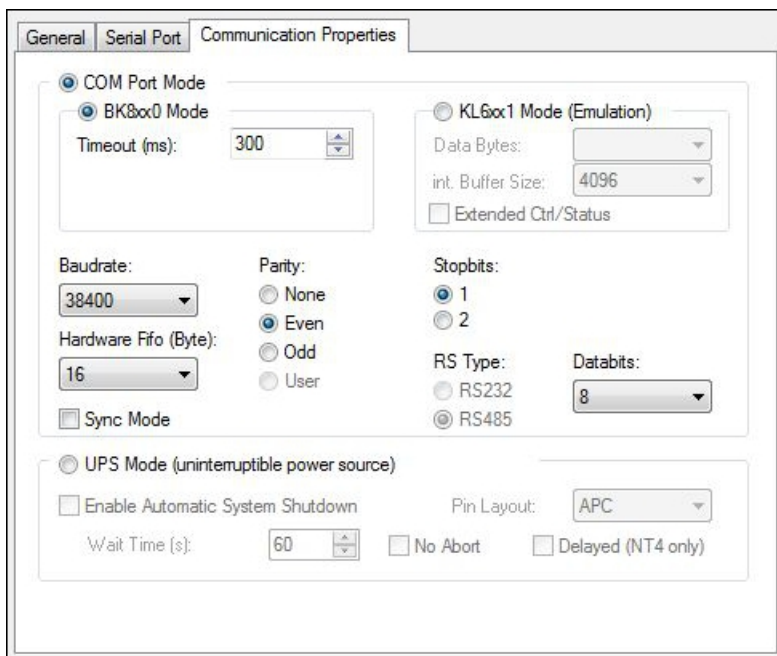 General Serial Port Communication Properties
COM Port Mode
BK8xx0 Mode
Timeout (ms): 300
KL6xx1 Mode (Emulation)
Data Bytes:
int. Buffer Size: 4096
Extended Ctrl/Status
Baudrate:
38400
Hardware Fifo (Byte):
16
Sync Mode
Parity:
None
Even
Odd
User
Stopbits:
1
2
RS Type:
RS232
RS485
Databits:
8
UPS Mode (uninterruptible power source)
Enable Automatic System Shutdown
Pin Layout: APC
Wait Time (s): 60
No Abort
Delayed (NT4 only)